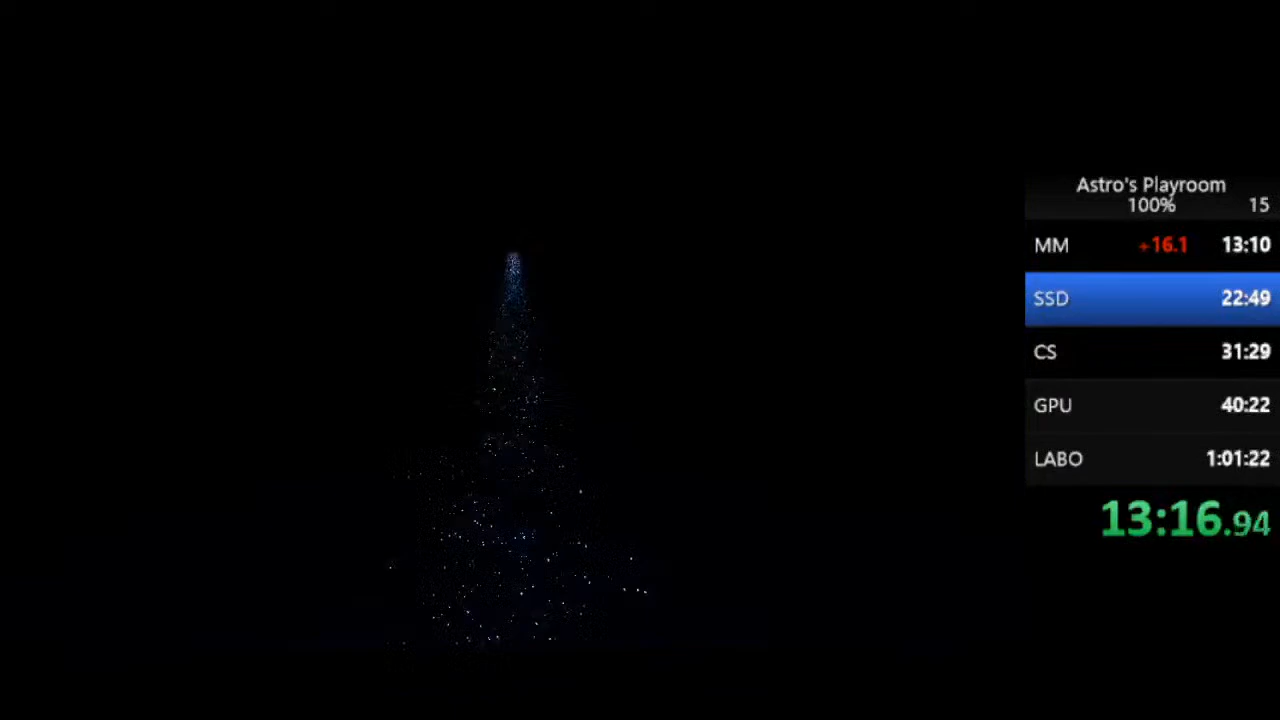 Astro's Playroom
100% 15
MM +16.1 13:10
SSD 22:49
CS 31:29
GPU 40:22
LABO 1:01:22
13:16.94